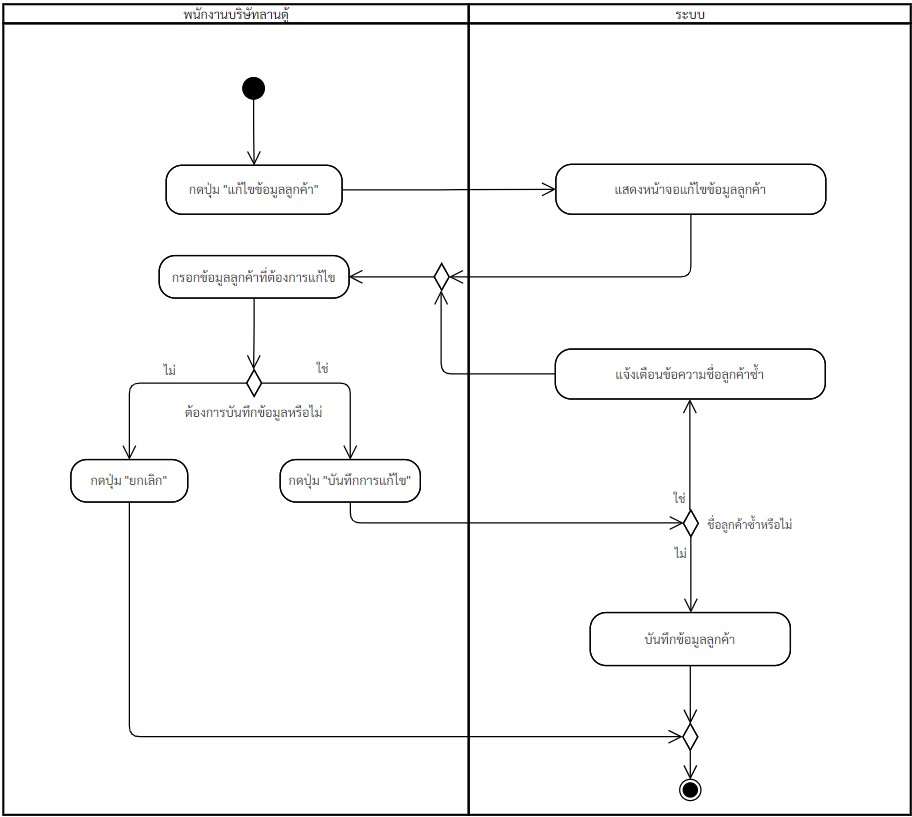 พนักงานบริษัทลานตู้
ระบบ
กดปุ่ม "แก้ไขข้อมูลลูกค้า"
แสดงหน้าจอแก้ไขข้อมูลลูกค้า
กรอกข้อมูลลูกค้าที่ต้องการแก้ไข
ไม่
ใช่
แจ้งเตือนข้อความชื่อลูกค้าซ้ำ
ต้องการบันทึกข้อมูลหรือไม่
กดปุ่ม "ยกเลิก"
กดปุ่ม "บันทึกการแก้ไข"
ใช่
ชื่อลูกค้าซ้ำหรือไม่
ไม่
บันทึกข้อมูลลูกค้า